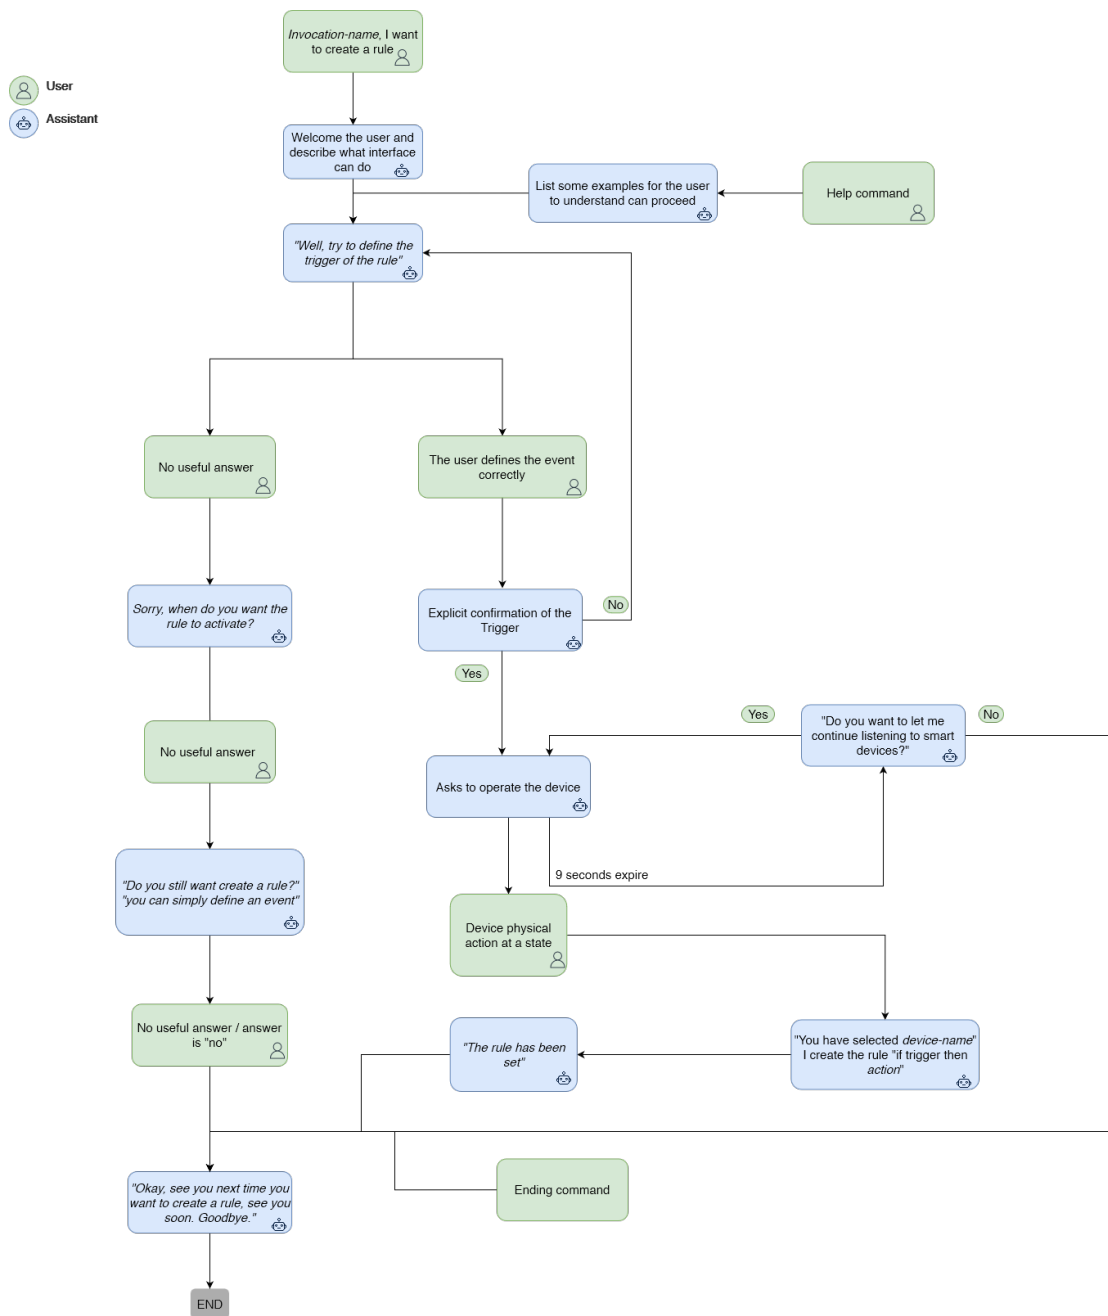 Invocation-name, I want
to create a rule
User
Assistant
Welcome the user and
describe what interface
can do
List some examples for the user
to understand can proceed
Help command
"Well, try to define the
trigger of the rule"
No useful answer
The user defines the event
correctly
Sorry, when do you want the
rule to activate?
Explicit confirmation of the
Trigger
No
Yes
No useful answer
Yes
"Do you want to let me
continue listening to smart
devices?"
No
Asks to operate the device
9 seconds expire
"Do you still want create a rule?"
"you can simply define an event"
Device physical
action at a state
No useful answer / answer
is "no"
"The rule has been
set"
"You have selected device-name"
I create the rule "if trigger then
action"
"Okay, see you next time you
want to create a rule, see you
soon. Goodbye."
Ending command
END